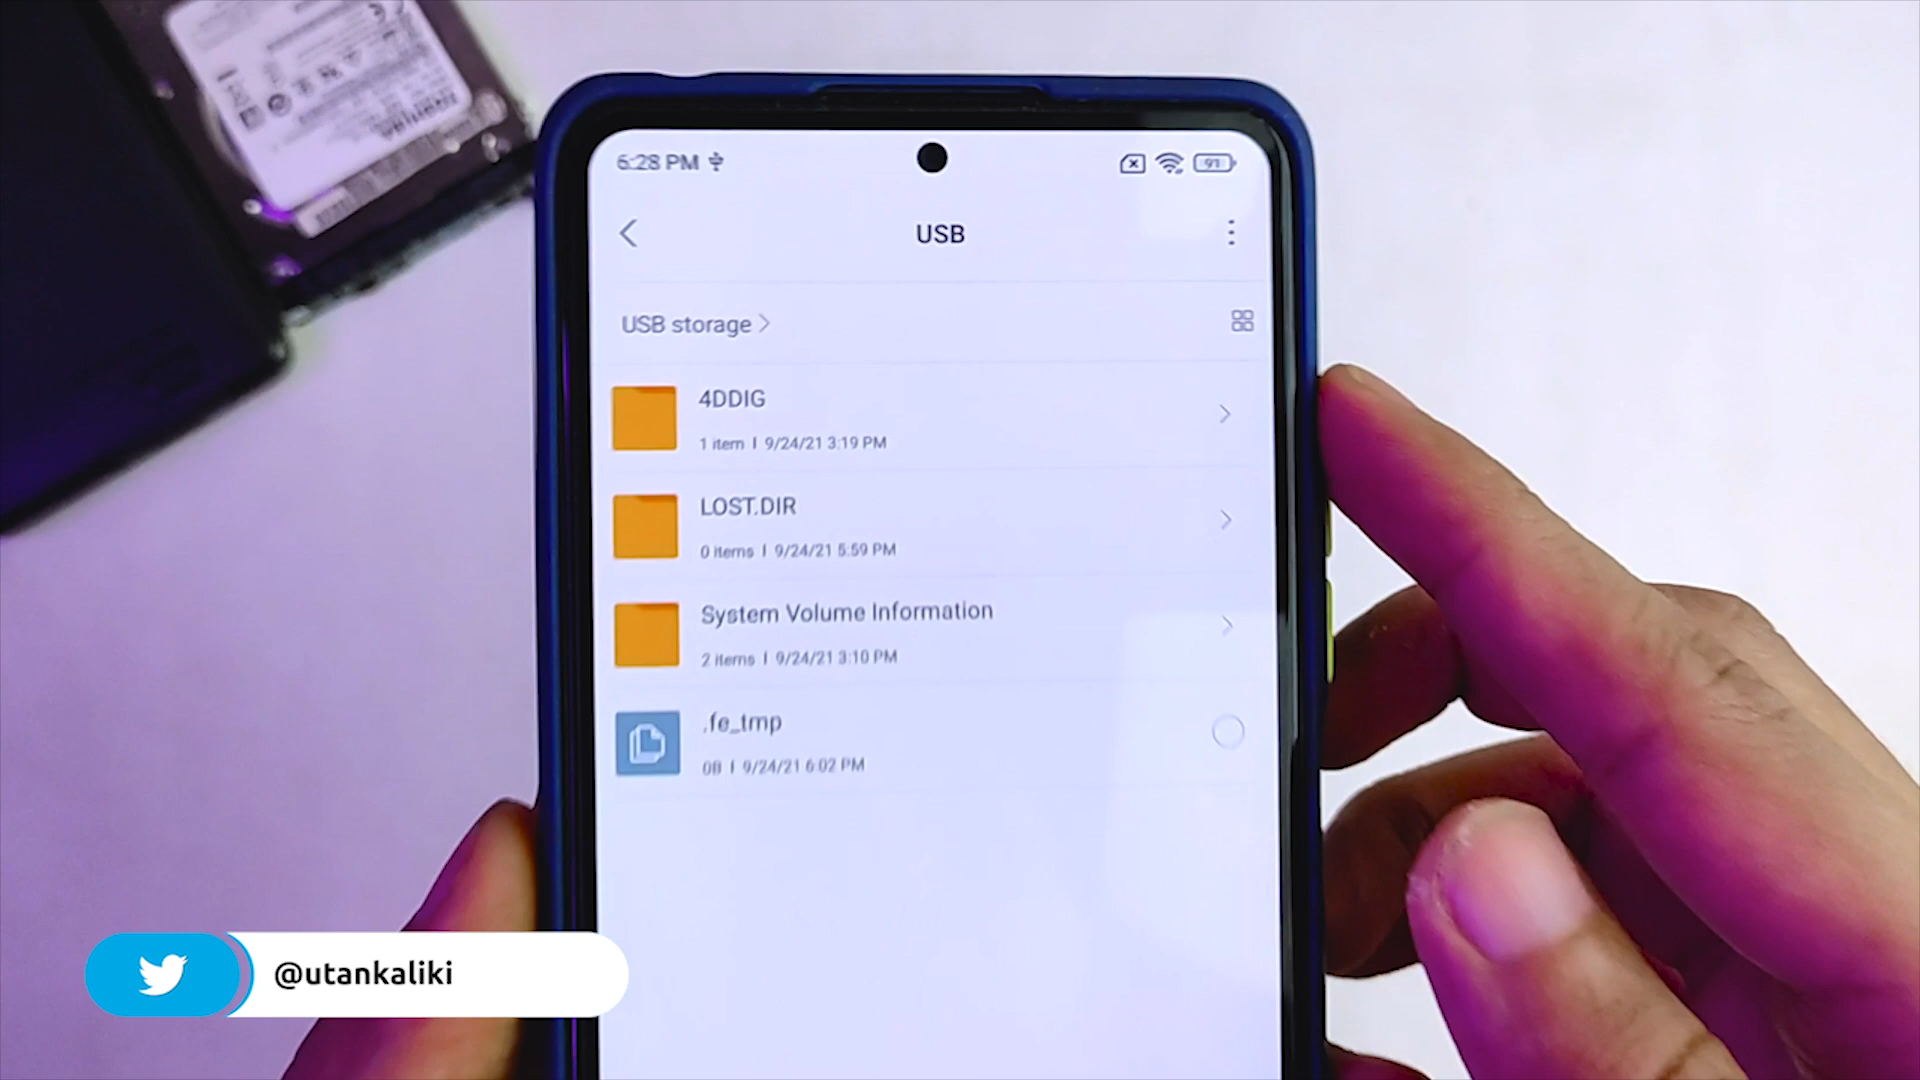 6:28 PM
91
USB
USB storage
4DDIG
1 item | 9/24/21 3:19 PM
LOST.DIR
0 items | 9/24/21 5:59 PM
System Volume Information
2 items | 9/24/21 3:10 PM
.fe_tmp
0B | 9/24/21 6:02 PM
@utankaliki